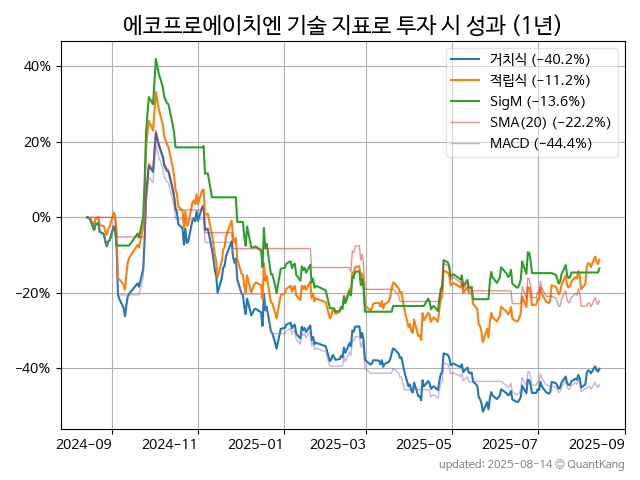 에코프로에이치엔 기술 지표로 투자 시 성과 (1년)
거치식 (−40.2%)
적립식 (−11.2%)
SigM (−13.6%)
SMA(20) (−22.2%)
MACD (−44.4%)
40%
20%
0%
−20%
−40%
2024-09 2024-11 2025-01 2025-03 2025-05 2025-07 2025-09
updated: 2025-08-14 © QuantKang